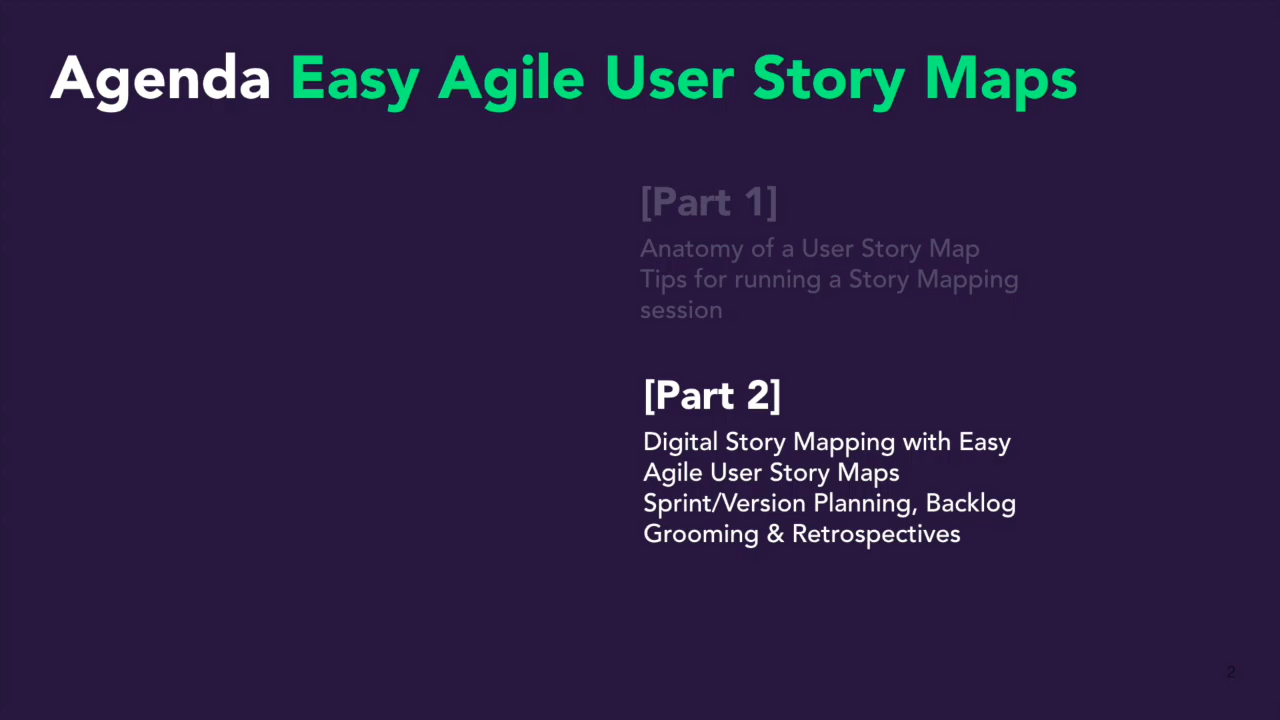 Agenda Easy Agile User Story Maps
[Part 1]
Anatomy of a User Story Map
Tips for running a Story Mapping
session
[Part 2]
Digital Story Mapping with Easy
Agile User Story Maps
Sprint/Version Planning, Backlog
Grooming & Retrospectives
2